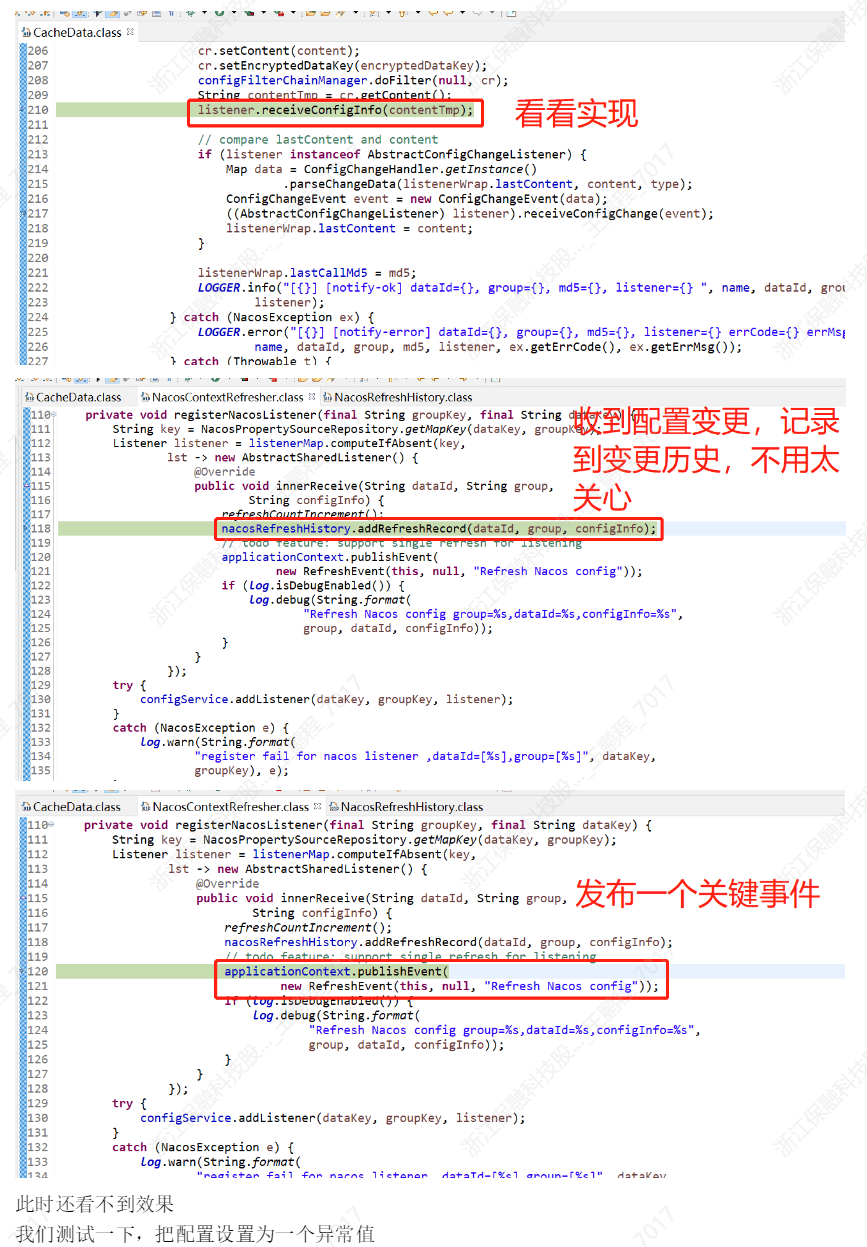 CacheData.class
206 cr.setContent(content);
207 cr.setEncryptedDataKey(encryptedDataKey);
208 configFilterChainManager.doFilter(null, cr);
209 String contentTmp = cr.getContent();
210 listener.receiveConfigInfo(contentTmp);
看看实现
211
212 // compare lastContent and content
213 if (listener instanceof AbstractConfigChangeListener) {
214 Map data = ConfigChangeHandler.getInstance()
215 .parseChangeData(listenerWrap.lastContent, content, type);
216 ConfigChangeEvent event = new ConfigChangeEvent(data);
217 ((AbstractConfigChangeListener) listener).receiveConfigChange(event);
218 listenerWrap.lastContent = content;
219 }
220
221 listenerWrap.lastCallMd5 = md5;
222 LOGGER.info("[{}] [notify-ok] dataId={}, group={}, md5={}, listener={} ", name, dataId, grou
223 listener);
224 } catch (NacosException ex) {
225 LOGGER.error("[{}] [notify-error] dataId={}, group={}, md5={}, listener={} errCode={} errMsg
226 name, dataId, group, md5, listener, ex.getErrCode(), ex.getErrMsg());
227 } catch (Throwable t) {
CacheData.class NacosContextRefresher.class NacosRefreshHistory.class
110 private void registerNacosListener(final String groupKey, final String dataKey) {
111 String key = NacosPropertySourceRepository.getMapKey(dataKey, groupKey);
112 Listener listener = listenerMap.computeIfAbsent(key,
113 lst -> new AbstractSharedListener() {
114 @Override
115 public void innerReceive(String dataId, String group,
116 String configInfo) {
收到配置变更，记录
到变更历史，不用太
关心
117 refreshCountIncrement();
118 nacosRefreshHistory.addRefreshRecord(dataId, group, configInfo);
119 // todo feature: support single refresh for listening
120 applicationContext.publishEvent(
121 new RefreshEvent(this, null, "Refresh Nacos config"));
122 if (log.isDebugEnabled()) {
123 log.debug(String.format(
124 "Refresh Nacos config group=%s,dataId=%s,configInfo=%s",
125 group, dataId, configInfo));
126 }
127 }
128 });
129 try {
130 configService.addListener(dataKey, groupKey, listener);
131 }
132 catch (NacosException e) {
133 log.warn(String.format(
134 "register fail for nacos listener ,dataId=[%s],group=[%s]", dataKey,
135 groupKey), e);
CacheData.class NacosContextRefresher.class NacosRefreshHistory.class
110 private void registerNacosListener(final String groupKey, final String dataKey) {
111 String key = NacosPropertySourceRepository.getMapKey(dataKey, groupKey);
112 Listener listener = listenerMap.computeIfAbsent(key,
113 lst -> new AbstractSharedListener() {
114 @Override
115 public void innerReceive(String dataId, String group,
116 String configInfo) {
发布一个关键事件
117 refreshCountIncrement();
118 nacosRefreshHistory.addRefreshRecord(dataId, group, configInfo);
119 // todo feature: support single refresh for listening
120 applicationContext.publishEvent(
121 new RefreshEvent(this, null, "Refresh Nacos config"));
122 if (log.isDebugEnabled()) {
123 log.debug(String.format(
124 "Refresh Nacos config group=%s,dataId=%s,configInfo=%s",
125 group, dataId, configInfo));
126 }
127 }
128 });
129 try {
130 configService.addListener(dataKey, groupKey, listener);
131 }
132 catch (NacosException e) {
133 log.warn(String.format(
134 "register fail for nacos listener ,dataId=[%s],group=[%s]", dataKey,
此时还看不到效果
我们测试一下，把配置设置为一个异常值